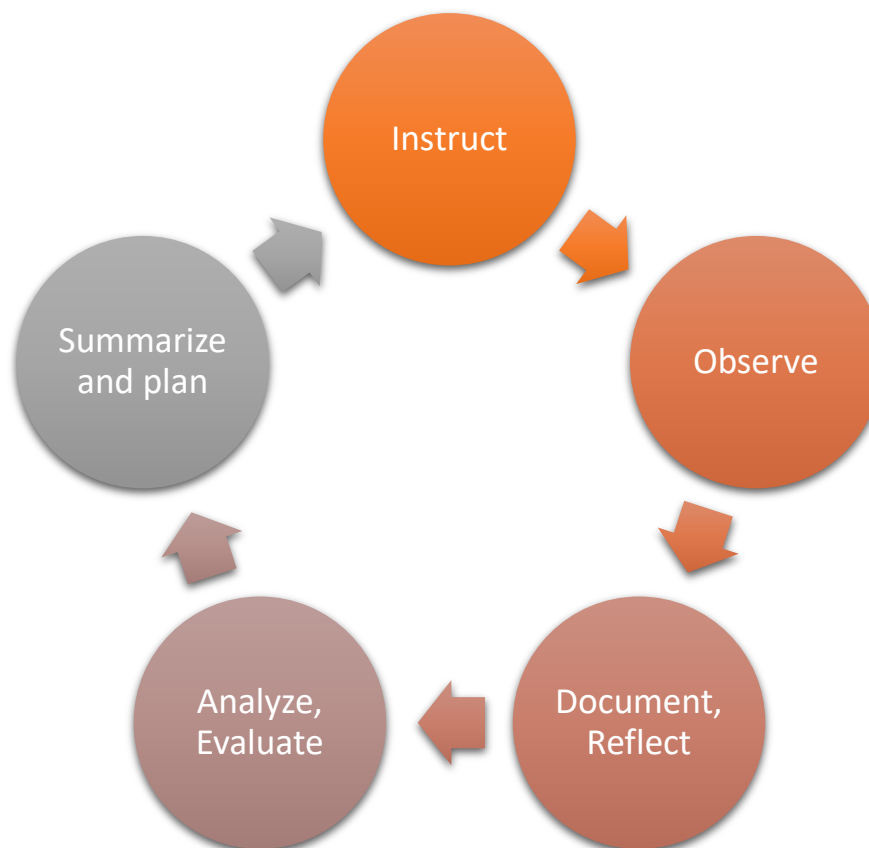 Instruct
Observe
Document,
Reflect
Analyze,
Evaluate
Summarize
and plan